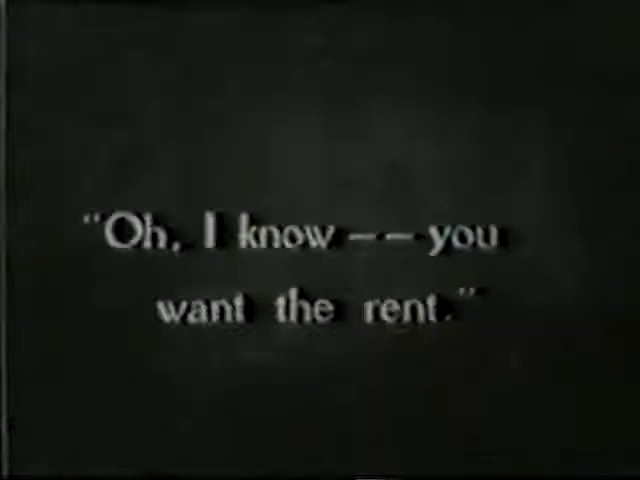 "Oh, I know -- you
want the rent."